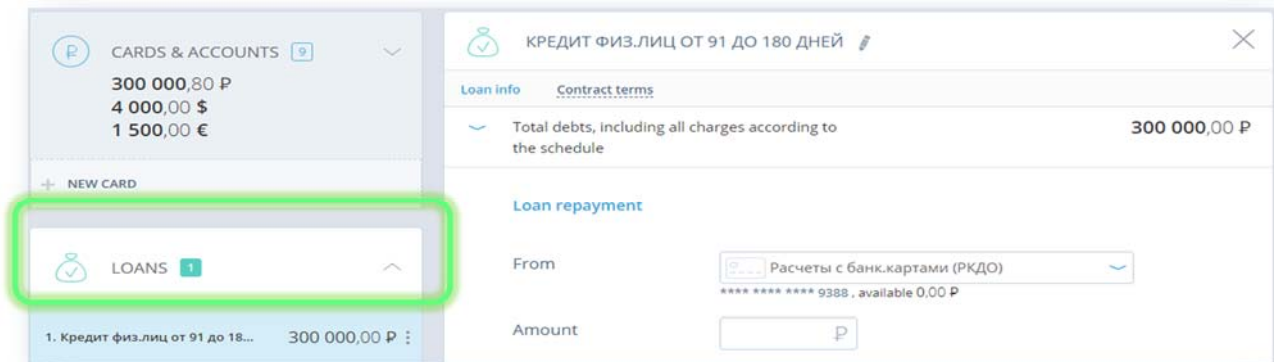 CARDS & ACCOUNTS 9
300 000,80 ₽
4 000,00 $
1 500,00 €
+ NEW CARD
LOANS 1
1. Кредит физ.лиц от 91 до 18... 300 000,00 ₽
КРЕДИТ ФИЗ.ЛИЦ ОТ 91 ДО 180 ДНЕЙ
Loan info Contract terms
Total debts, including all charges according to 300 000,00 ₽
the schedule
Loan repayment
From Расчеты с банк.картами (РКДО)
**** **** **** 9388 , available 0,00 ₽
Amount ₽